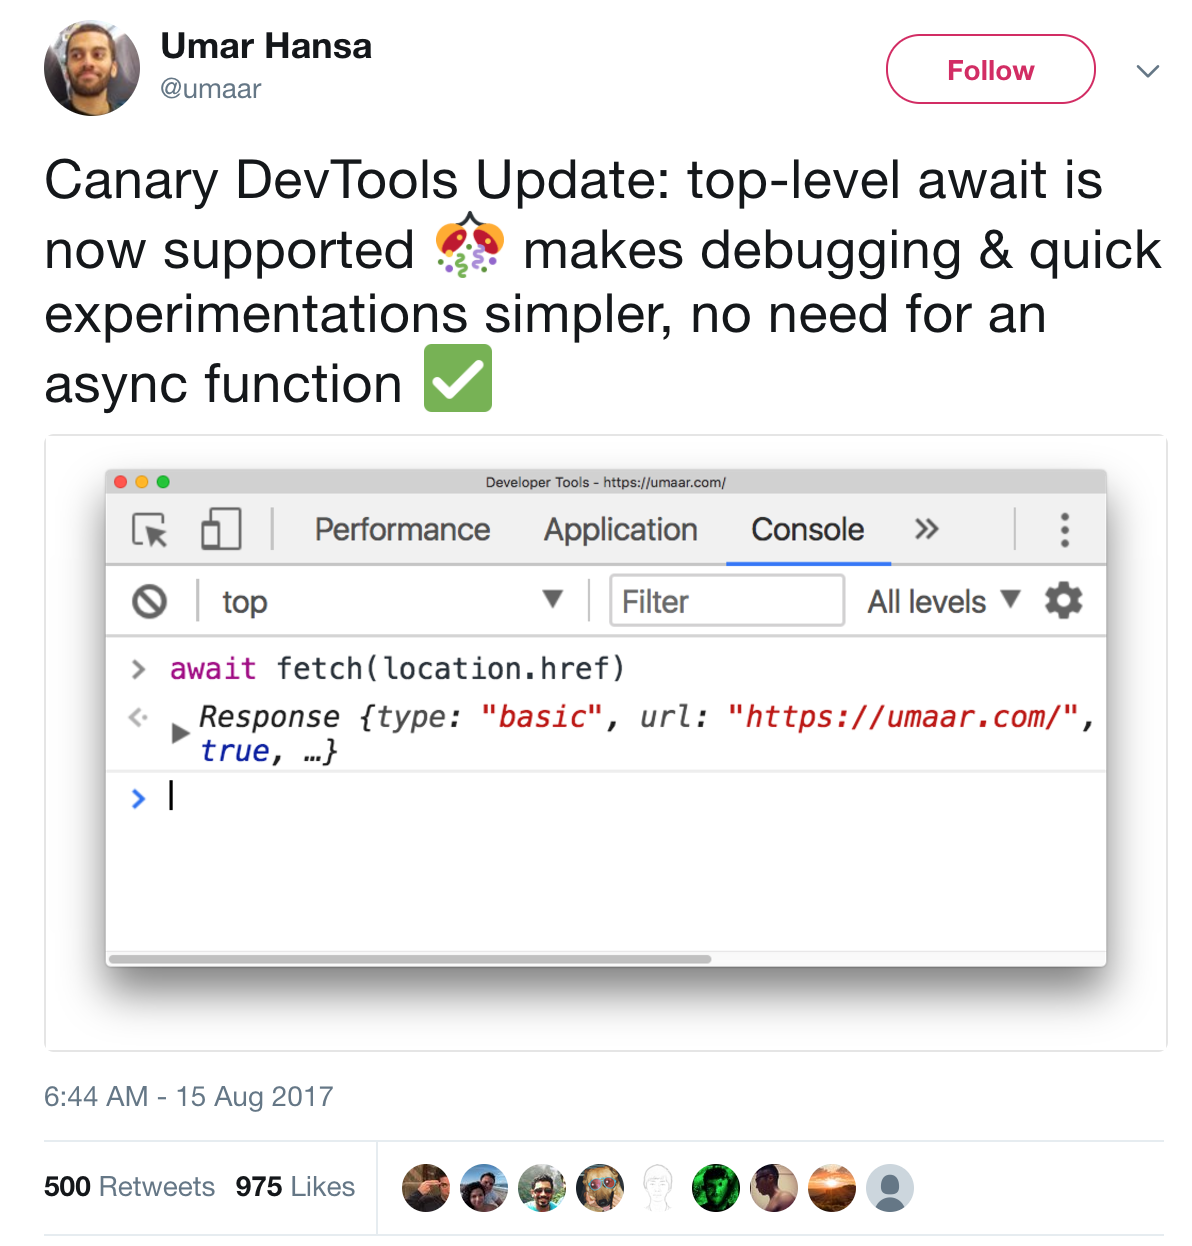 Umar Hansa
@umaar
Follow
Canary DevTools Update: top-level await is
now supported 🎊 makes debugging & quick
experimentations simpler, no need for an
async function ✅
Developer Tools - https://umaar.com/
Performance Application Console »
top ▼ Filter All levels ▼
> await fetch(location.href)
Response {type: "basic", url: "https://umaar.com/",
true, …}
>
6:44 AM - 15 Aug 2017
500 Retweets 975 Likes